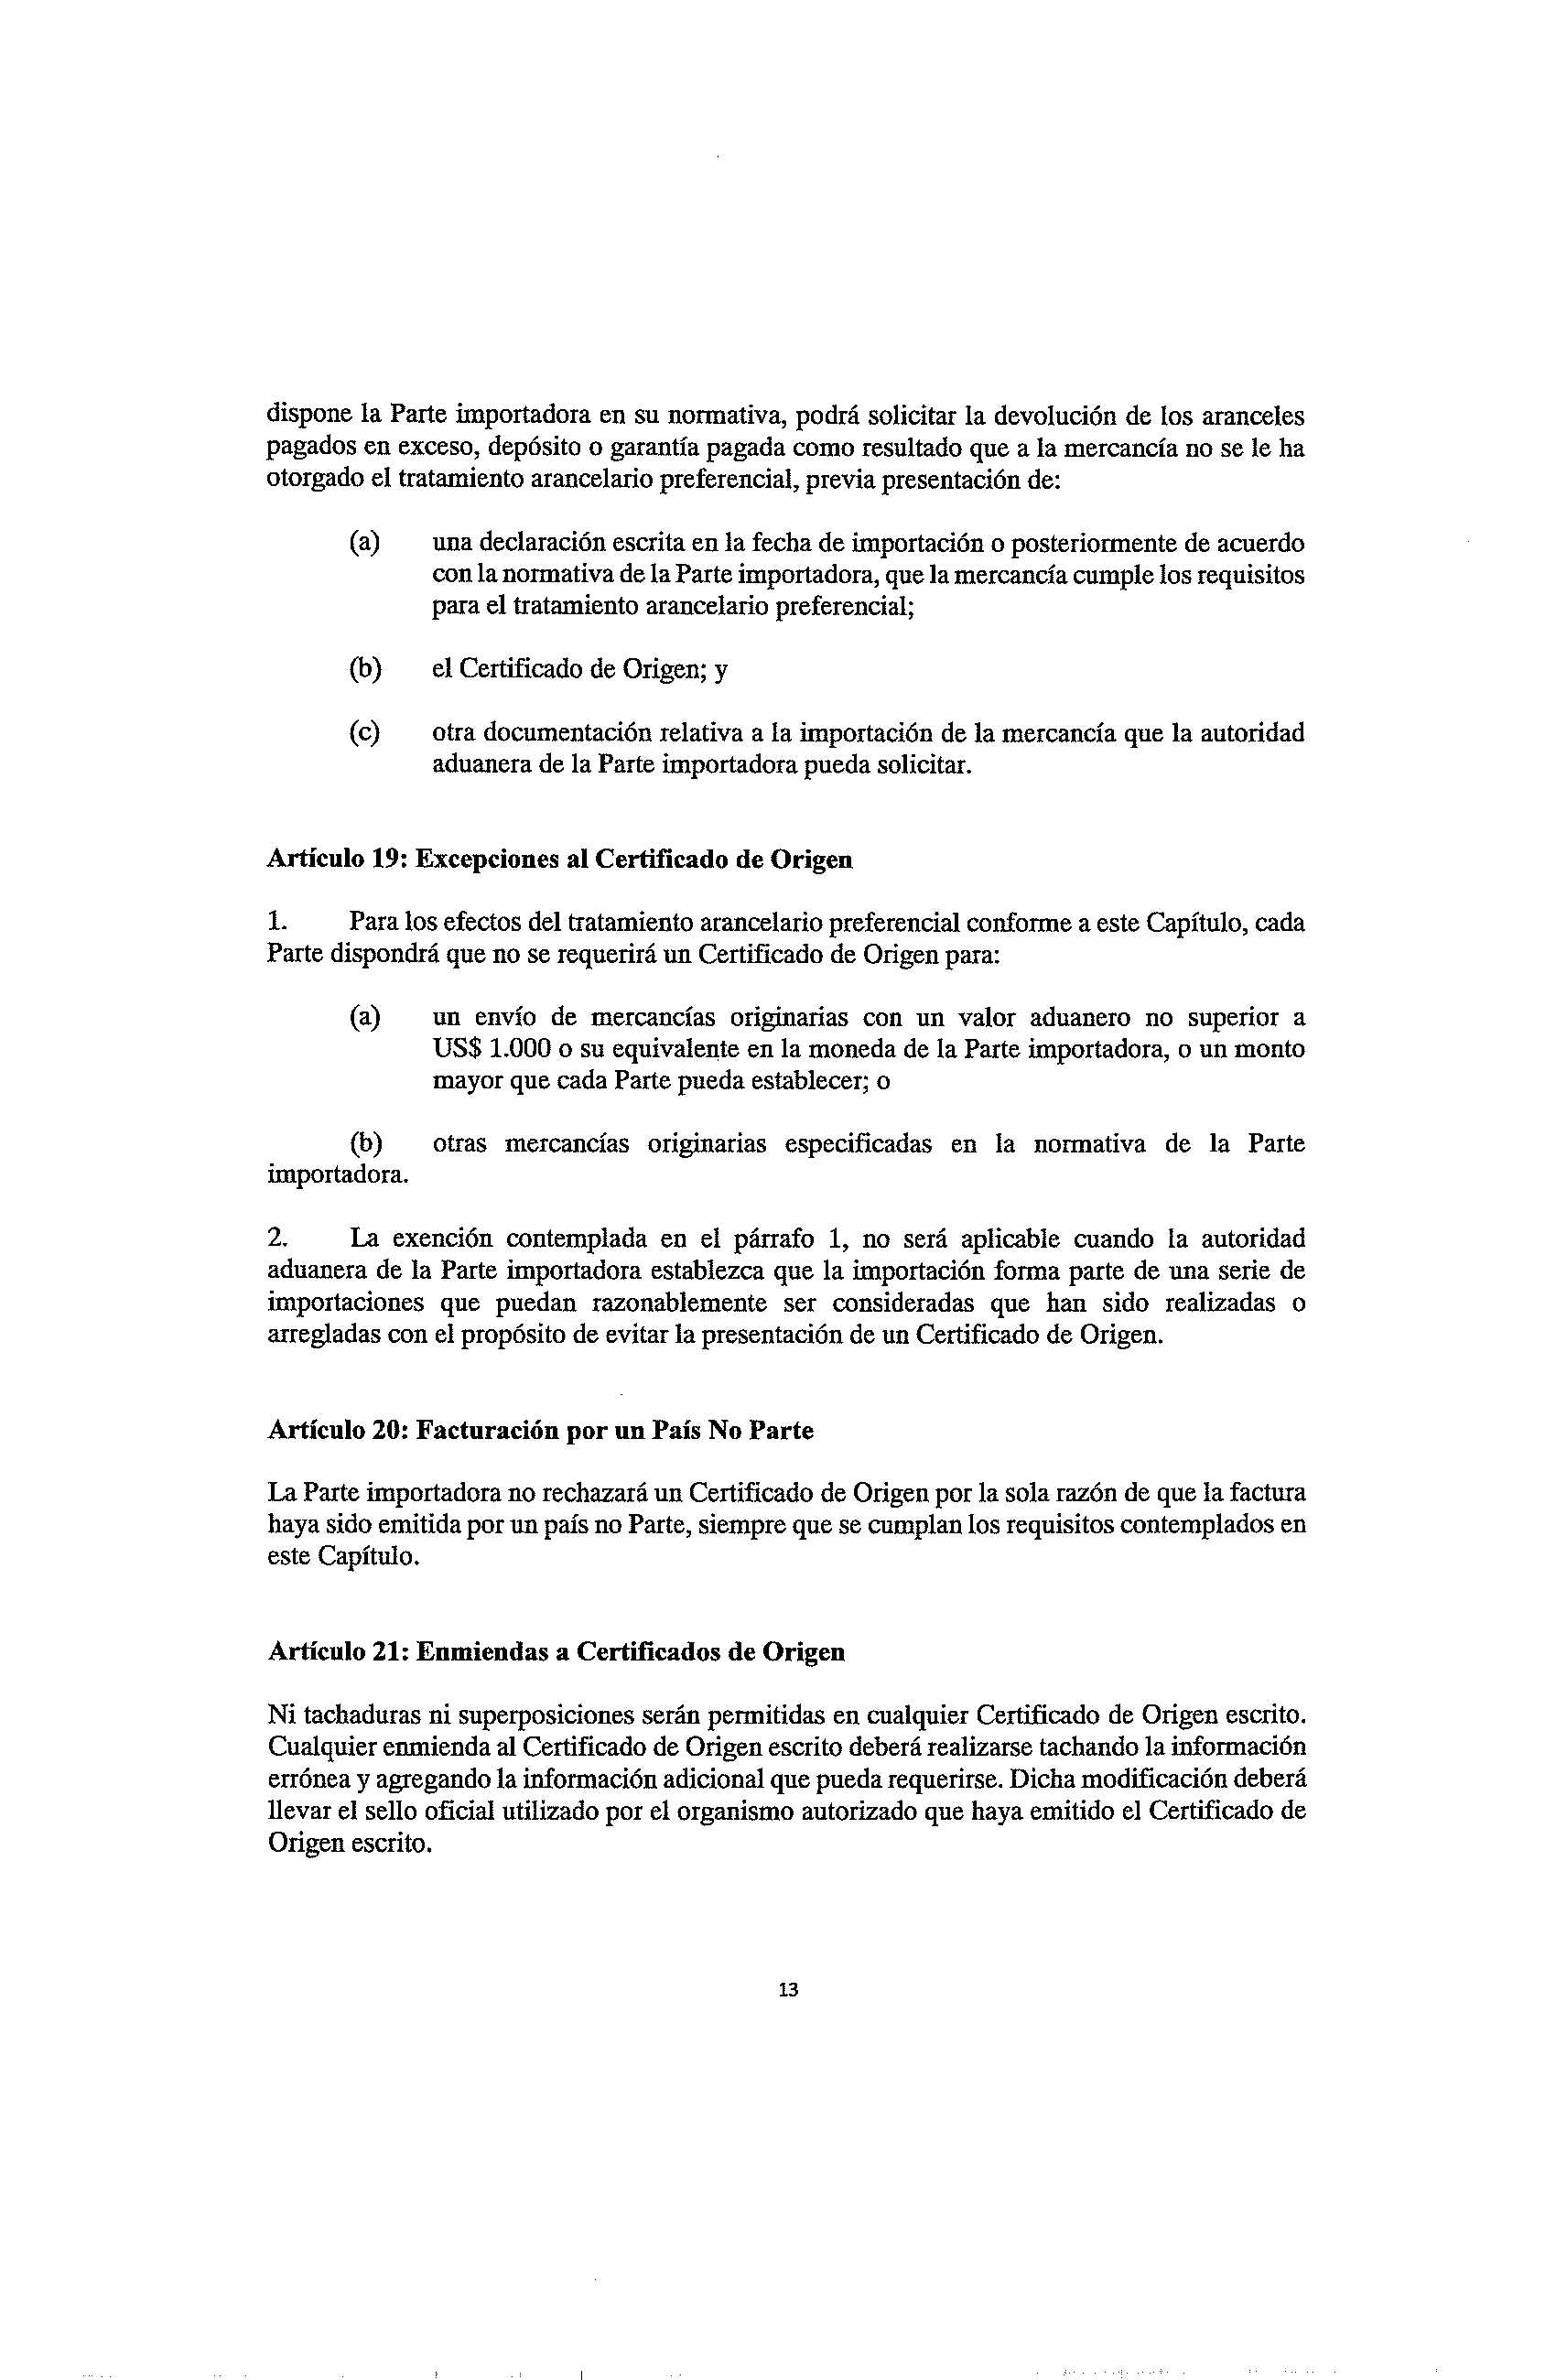 dispone la Parte importadora en su normativa, podrá solicitar la devolución de los aranceles
pagados en exceso, depósito o garantía pagada como resultado que a la mercancía no se le ha
otorgado el tratamiento arancelario preferencial, previa presentación de:
(a) una declaración escrita en la fecha de importación o posteriormente de acuerdo
con la normativa de la Parte importadora, que la mercancía cumple los requisitos
para el tratamiento arancelario preferencial;
(b) el Certificado de Origen; y
(c) otra documentación relativa a la importación de la mercancía que la autoridad
aduanera de la Parte importadora pueda solicitar.
Artículo 19: Excepciones al Certificado de Origen
1. Para los efectos del tratamiento arancelario preferencial conforme a este Capítulo, cada
Parte dispondrá que no se requerirá un Certificado de Origen para:
(a) un envío de mercancías originarias con un valor aduanero no superior a
US$ 1.000 o su equivalente en la moneda de la Parte importadora, o un monto
mayor que cada Parte pueda establecer; o
(b) otras mercancías originarias especificadas en la normativa de la Parte
importadora.
2. La exención contemplada en el párrafo 1, no será aplicable cuando la autoridad
aduanera de la Parte importadora establezca que la importación forma parte de una serie de
importaciones que puedan razonablemente ser consideradas que han sido realizadas o
arregladas con el propósito de evitar la presentación de un Certificado de Origen.
Artículo 20: Facturación por un País No Parte
La Parte importadora no rechazará un Certificado de Origen por la sola razón de que la factura
haya sido emitida por un país no Parte, siempre que se cumplan los requisitos contemplados en
este Capítulo.
Artículo 21: Enmiendas a Certificados de Origen
Ni tachaduras ni superposiciones serán permitidas en cualquier Certificado de Origen escrito.
Cualquier enmienda al Certificado de Origen escrito deberá realizarse tachando la información
errónea y agregando la información adicional que pueda requerirse. Dicha modificación deberá
llevar el sello oficial utilizado por el organismo autorizado que haya emitido el Certificado de
Origen escrito.
13